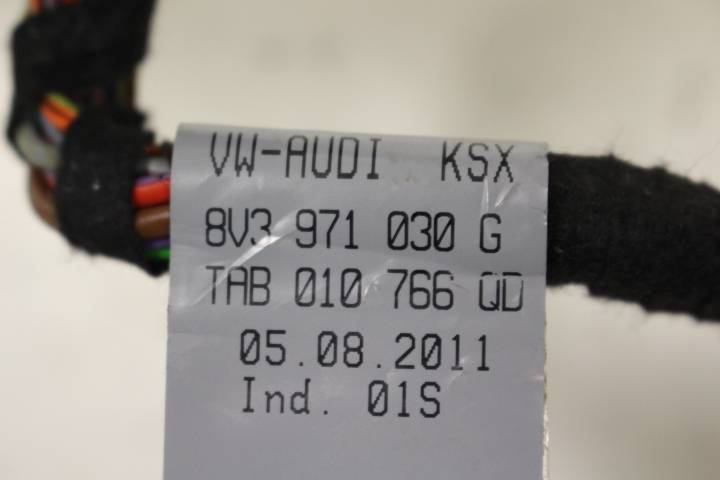 VW-AUDI KSX
8V3 971 030 G
TAB 010 766 QD
05.08.2011
Ind. 01S